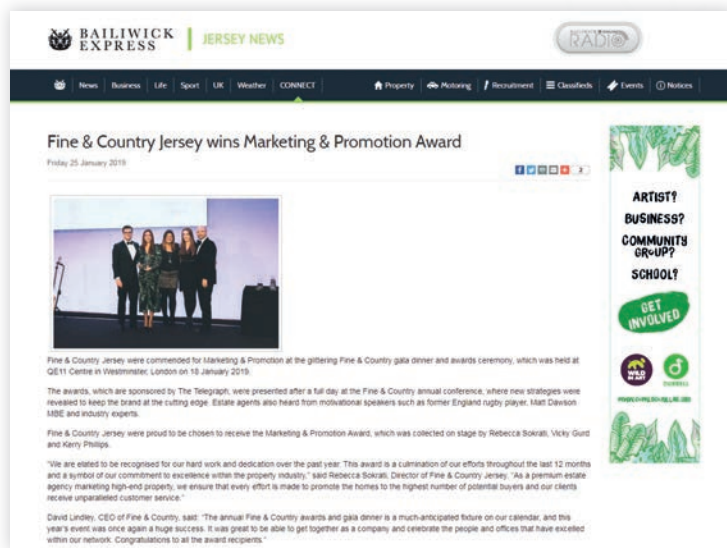 BAILIWICK
EXPRESS
JERSEY NEWS
RADIO
News Business Life Sport UK Weather CONNECT Property Motoring Recruitment Classifieds Events Notices
Fine & Country Jersey wins Marketing & Promotion Award
Friday 25 January 2019
2
ARTIST?
BUSINESS?
COMMUNITY
GROUP?
SCHOOL?
GET
INVOLVED
WILD
IN ART
DURRELL
Fine & Country Jersey were commended for Marketing & Promotion at the glittering Fine & Country gala dinner and awards ceremony, which was held at
QE11 Centre in Westminster, London on 18 January 2019.
The awards, which are sponsored by The Telegraph, were presented after a full day at the Fine & Country annual conference, where new strategies were
revealed to keep the brand at the cutting edge. Estate agents also heard from motivational speakers such as former England rugby player, Matt Dawson
MBE and industry experts.
Fine & Country Jersey were proud to be chosen to receive the Marketing & Promotion Award, which was collected on stage by Rebecca Sokrati, Vicky Gurd
and Kerry Phillips.
"We are elated to be recognised for our hard work and dedication over the past year. This award is a culmination of our efforts throughout the last 12 months
and a symbol of our commitment to excellence within the property industry," said Rebecca Sokrati, Director of Fine & Country Jersey. "As a premium estate
agency marketing high-end property, we ensure that every effort is made to promote the homes to the highest number of potential buyers and our clients
receive unparalleled customer service."
David Lindley, CEO of Fine & Country, said: "The annual Fine & Country awards and gala dinner is a much-anticipated fixture on our calendar, and this
year's event was once again a huge success. It was great to be able to get together as a company and celebrate the people and offices that have excelled
within our network. Congratulations to all the award recipients."